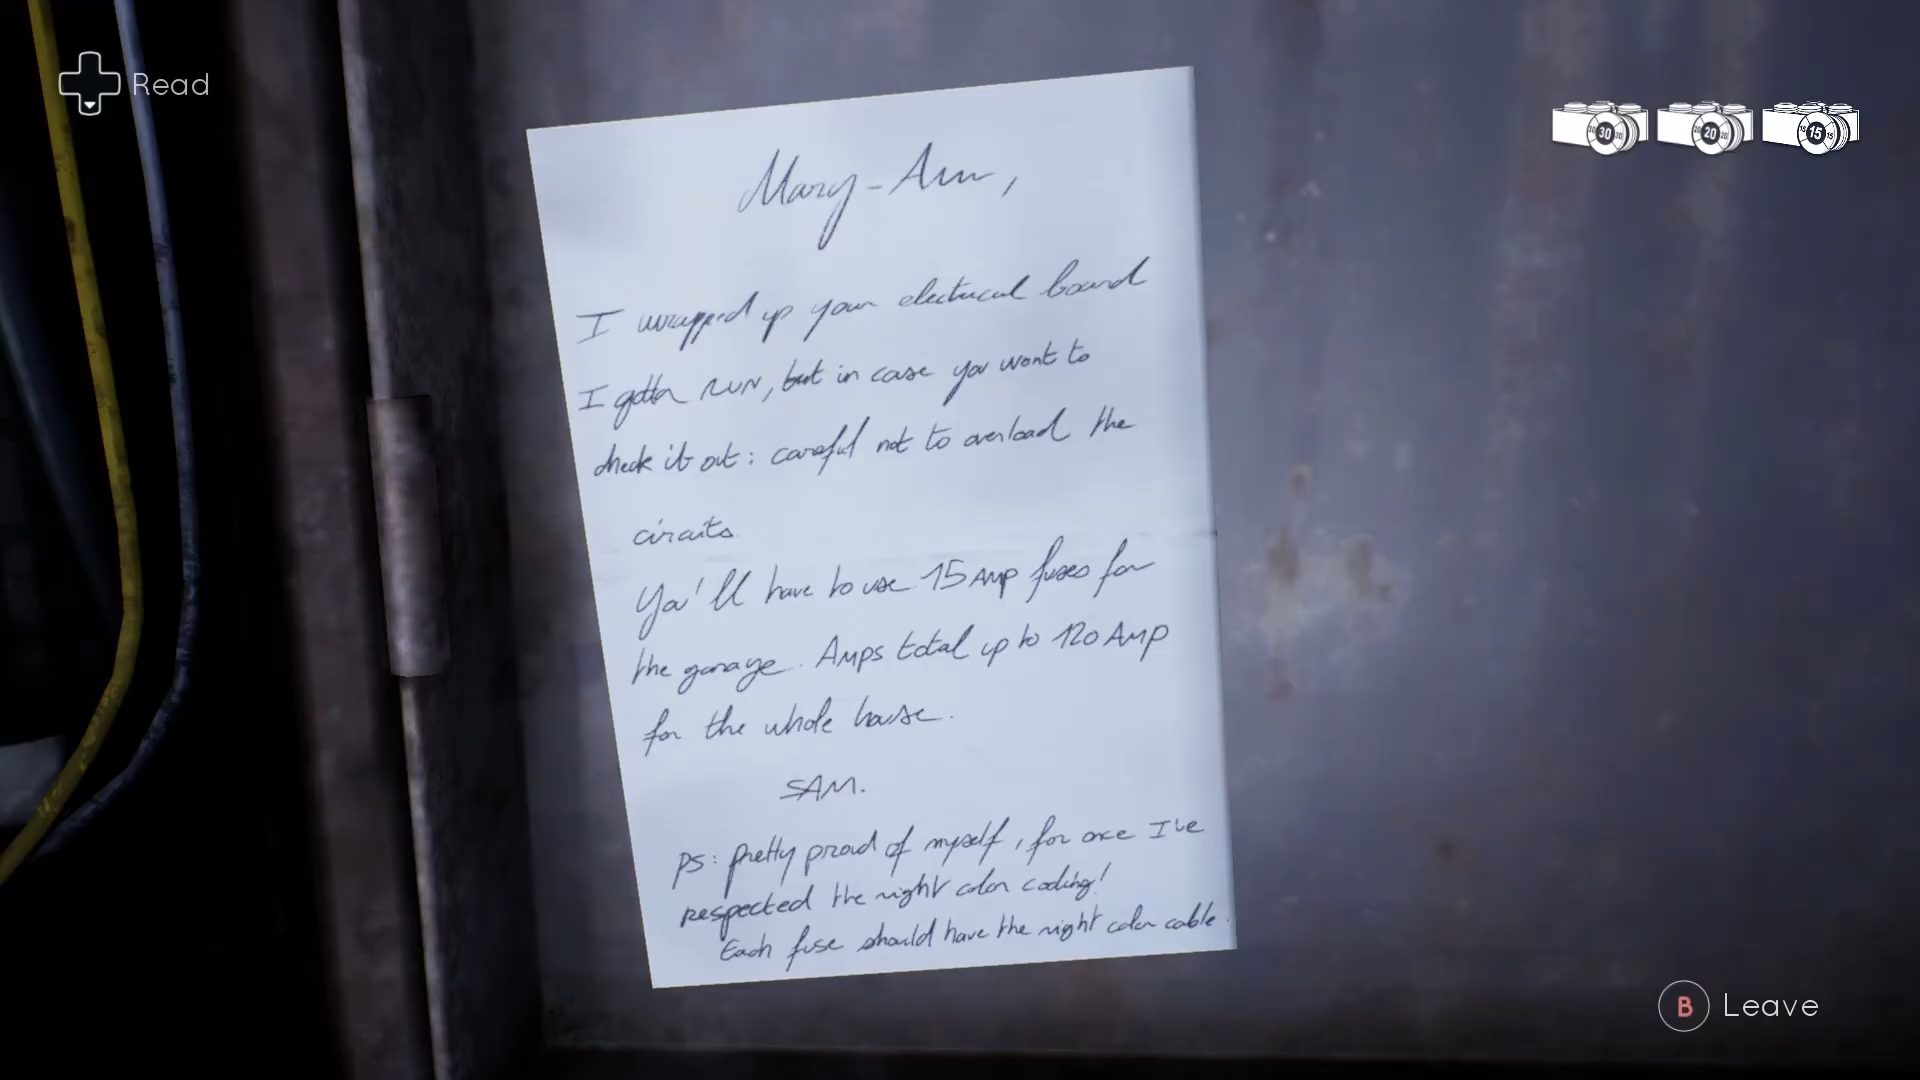 Read
30
20
15
Mary-Ann,
I wrapped up your electrical board
I gotta RUN, but in case you want to
check it out: careful not to overload the
circuits.
You'll have to use 15 AMP fuses for
the garage. AMPS total up to 120 AMP
for the whole house.
SAM.
PS: pretty proud of myself, for once I've
respected the right color coding!
Each fuse should have the right color cable.
B Leave